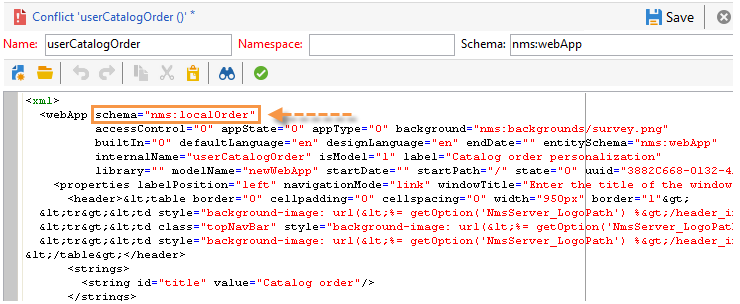 Conflict 'userCatalogOrder ()' *
Save
Name: userCatalogOrder Namespace: Schema: nms:webApp
<xml>
<webApp schema="nms:localOrder"
accessControl="0" appState="0" appType="0" background="nms:backgrounds/survey.png"
builtIn="0" defaultLanguage="en" designLanguage="en" endDate="" entitySchema="nms:webApp"
internalName="userCatalogOrder" isModel="1" label="Catalog order personalization"
library="" modelName="newWebApp" startDate="" startPath="/" state="0" uuid="3882C668-0132-4
<properties labelPosition="left" navigationMode="link" windowTitle="Enter the title of the window
<header>&lt;table border="0" cellpadding="0" cellspacing="0" width="950px" border="1"&gt;
&lt;tr&gt;&lt;td style="background-image: url(&lt;%= getOption('NmsServer_LogoPath') %&gt;/header_i
&lt;tr&gt;&lt;td class="topNavBar" style="background-image: url(&lt;%= getOption('NmsServer_LogoPat
&lt;tr&gt;&lt;td style="background-image: url(&lt;%= getOption('NmsServer_LogoPath') %&gt;/header_i
&lt;/table&gt;</header>
<strings>
<string id="title" value="Catalog order"/>
</strings>